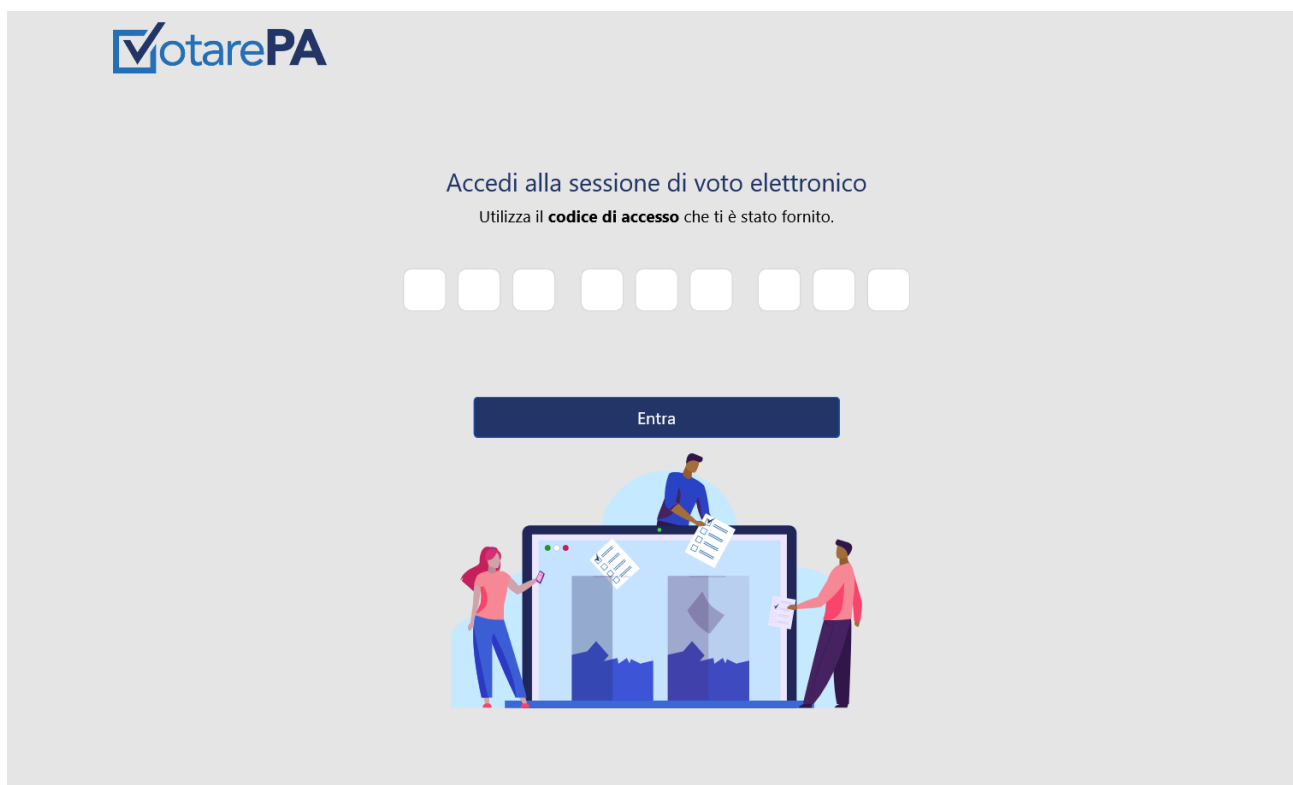 VotarePA
Accedi alla sessione di voto elettronico
Utilizza il codice di accesso che ti è stato fornito.
Entra